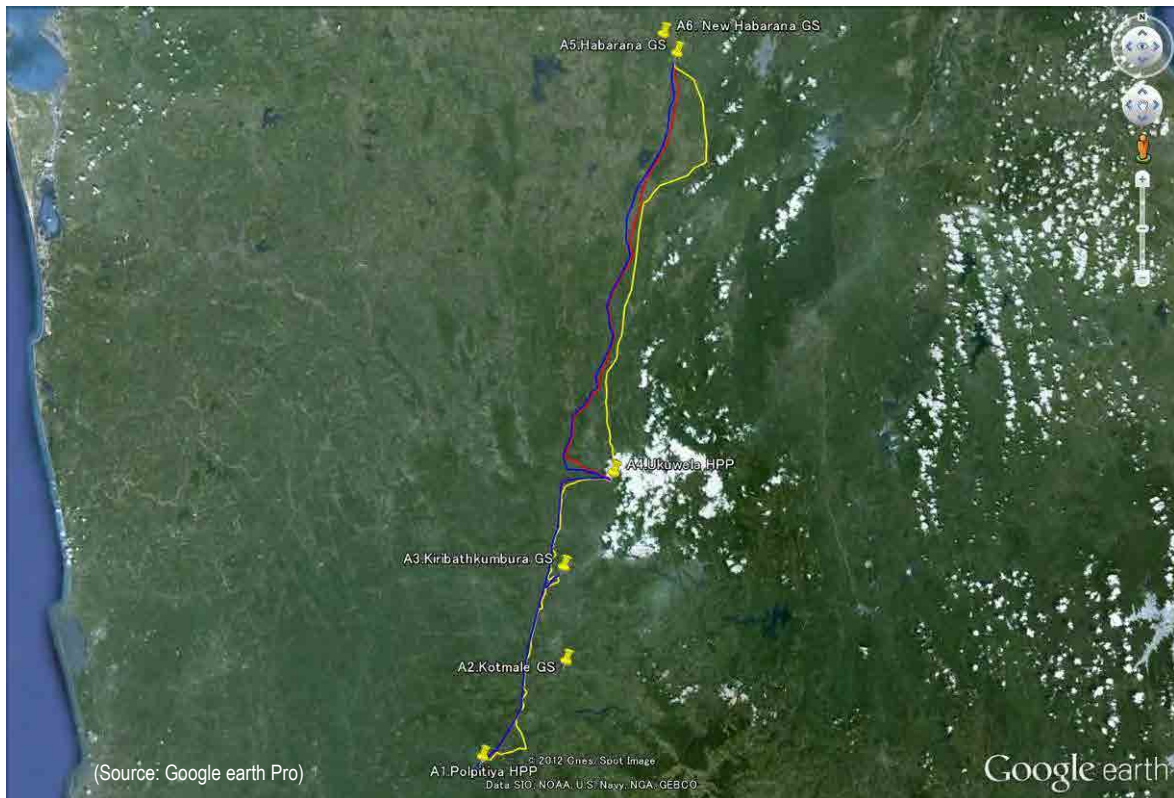 A6. New Habarana GS
A5.Habarana GS
A4.Ukuwela HPP
A3.Kiribathkumbura GS
A2.Kotmale GS
A1.Polpitiya HPP
(Source: Google earth Pro)
© 2012 Cnes/Spot Image
Data SIO, NOAA, U.S. Navy, NGA, GEBCO
Google earth
N